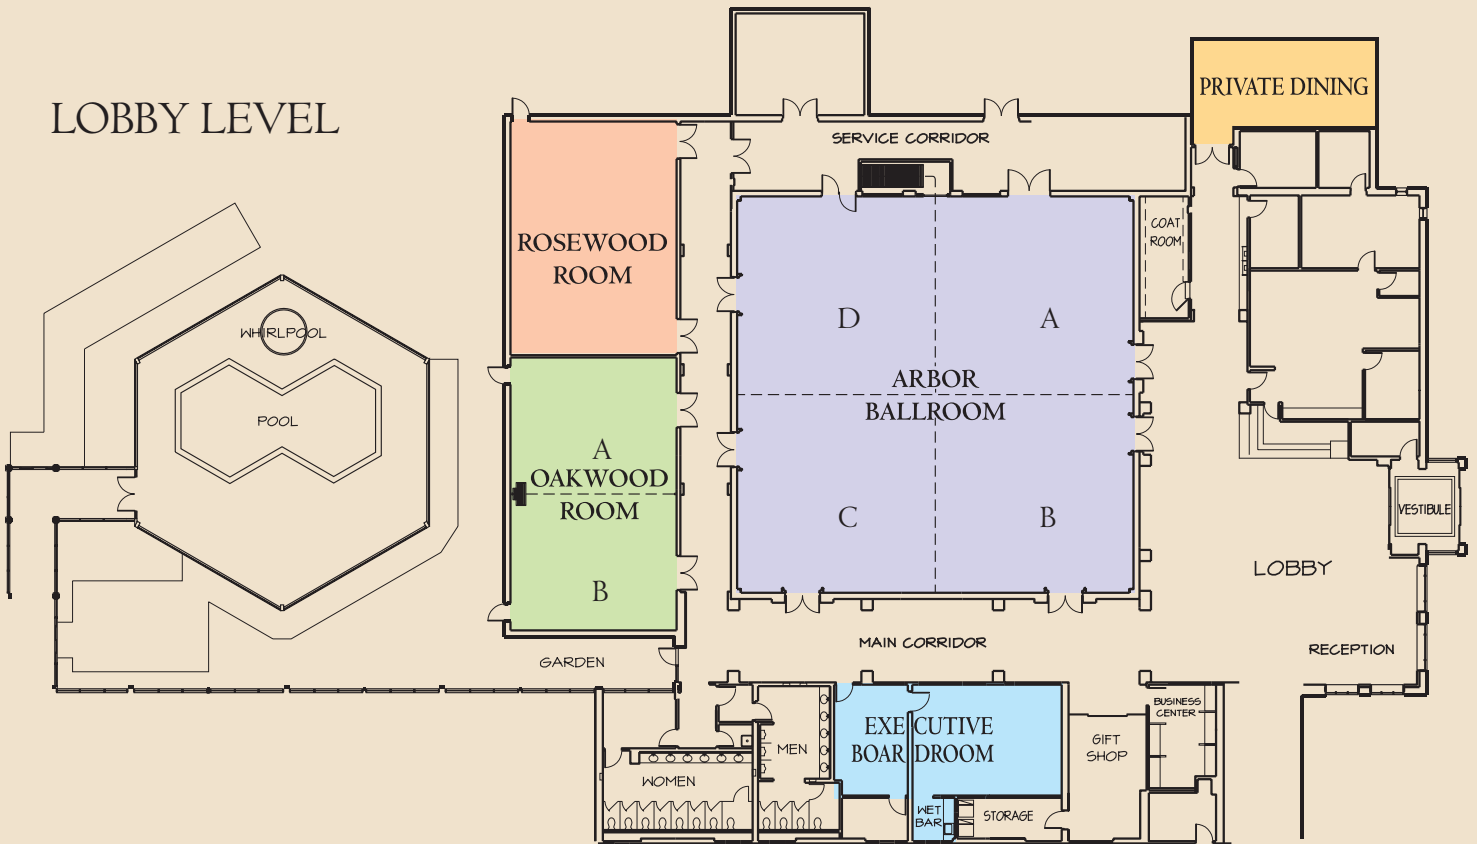 LOBBY LEVEL
PRIVATE DINING
SERVICE CORRIDOR
ROSEWOOD
ROOM
COAT
ROOM
WHIRLPOOL
POOL
D
A
ARBOR
BALLROOM
C
B
A
OAKWOOD
ROOM
B
VESTIBULE
LOBBY
RECEPTION
MAIN CORRIDOR
GARDEN
MEN
WOMEN
EXECUTIVE
BOARDROOM
WET
BAR
STORAGE
GIFT
SHOP
BUSINESS
CENTER